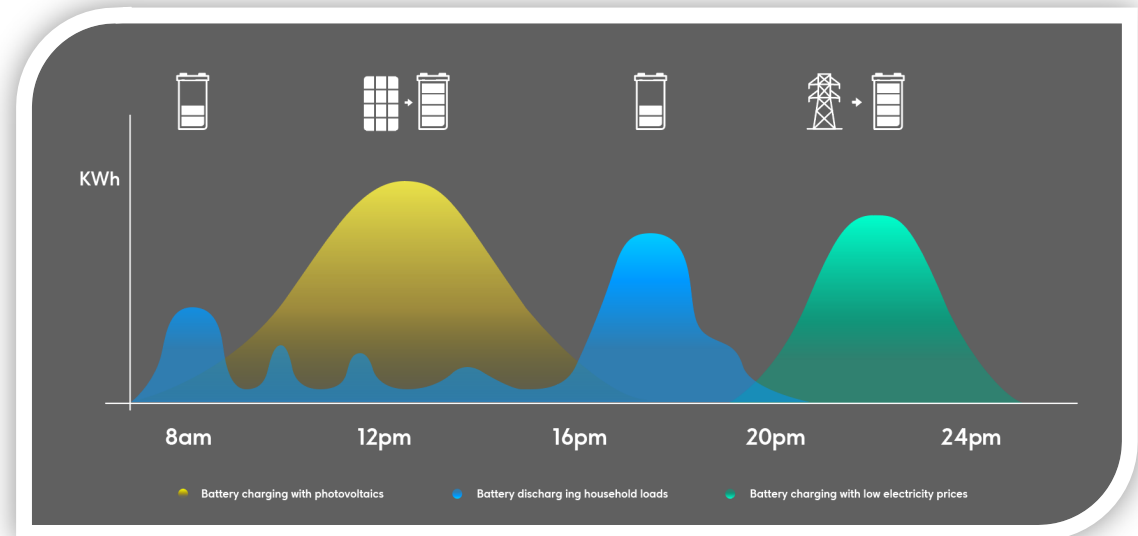 KWh
8am 12pm 16pm 20pm 24pm
Battery charging with photovoltaics Battery discharg ing household loads Battery charging with low electricity prices